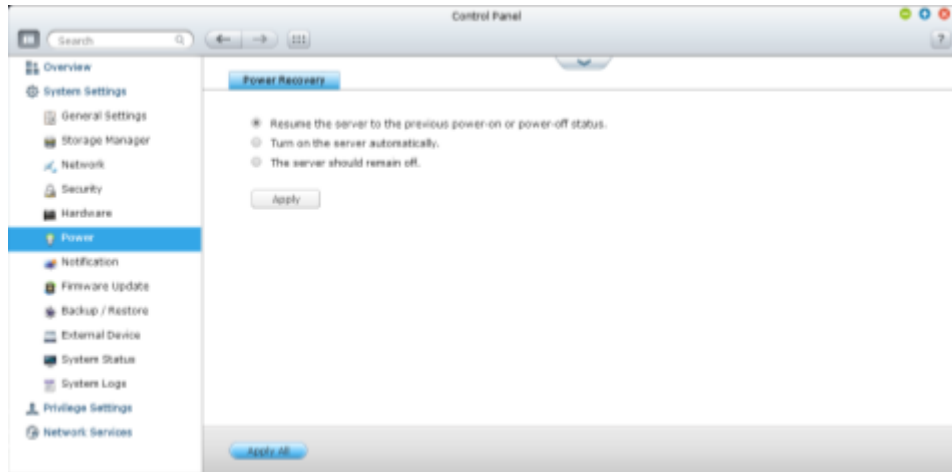 Control Panel
Search
?
Overview
System Settings
General Settings
Storage Manager
Network
Security
Hardware
Power
Notification
Firmware Update
Backup / Restore
External Device
System Status
System Logs
Privilege Settings
Network Services
Power Recovery
Resume the server to the previous power-on or power-off status.
Turn on the server automatically.
The server should remain off.
Apply
Apply All